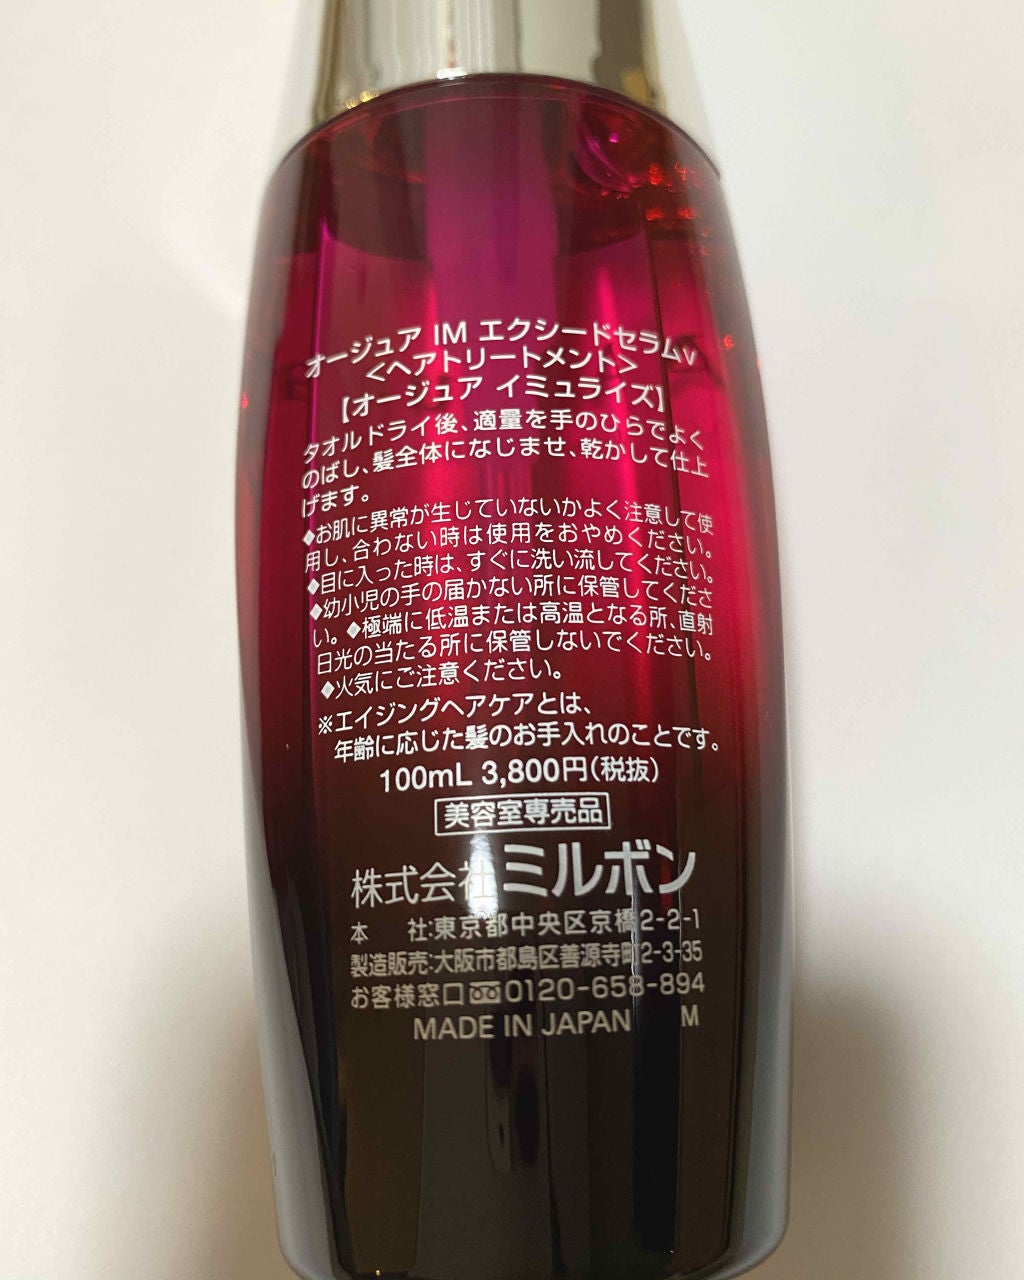 オージュア IM エクシードセラムv
<ヘアトリートメント>
【オージュア イミュライズ】
タオルドライ後、適量を手のひらでよく
のばし、髪全体になじませ、乾かして仕上
げます。
◆お肌に異常が生じていないかよく注意して使
用し、合わない時は使用をおやめください。
◆目に入った時は、すぐに洗い流してください。
◆幼小児の手の届かない所に保管してくださ
い。◆極端に低温または高温となる所、直射
日光の当たる所に保管しないでください。
◆火気にご注意ください。
※エイジングヘアケアとは、
年齢に応じた髪のお手入れのことです。
100mL 3,800円(税抜)
美容室専売品
株式会社ミルボン
本 社:東京都中央区京橋2-2-1
製造販売:大阪市都島区善源寺町2-3-35
お客様窓口 0120-658-894
MADE IN JAPAN M